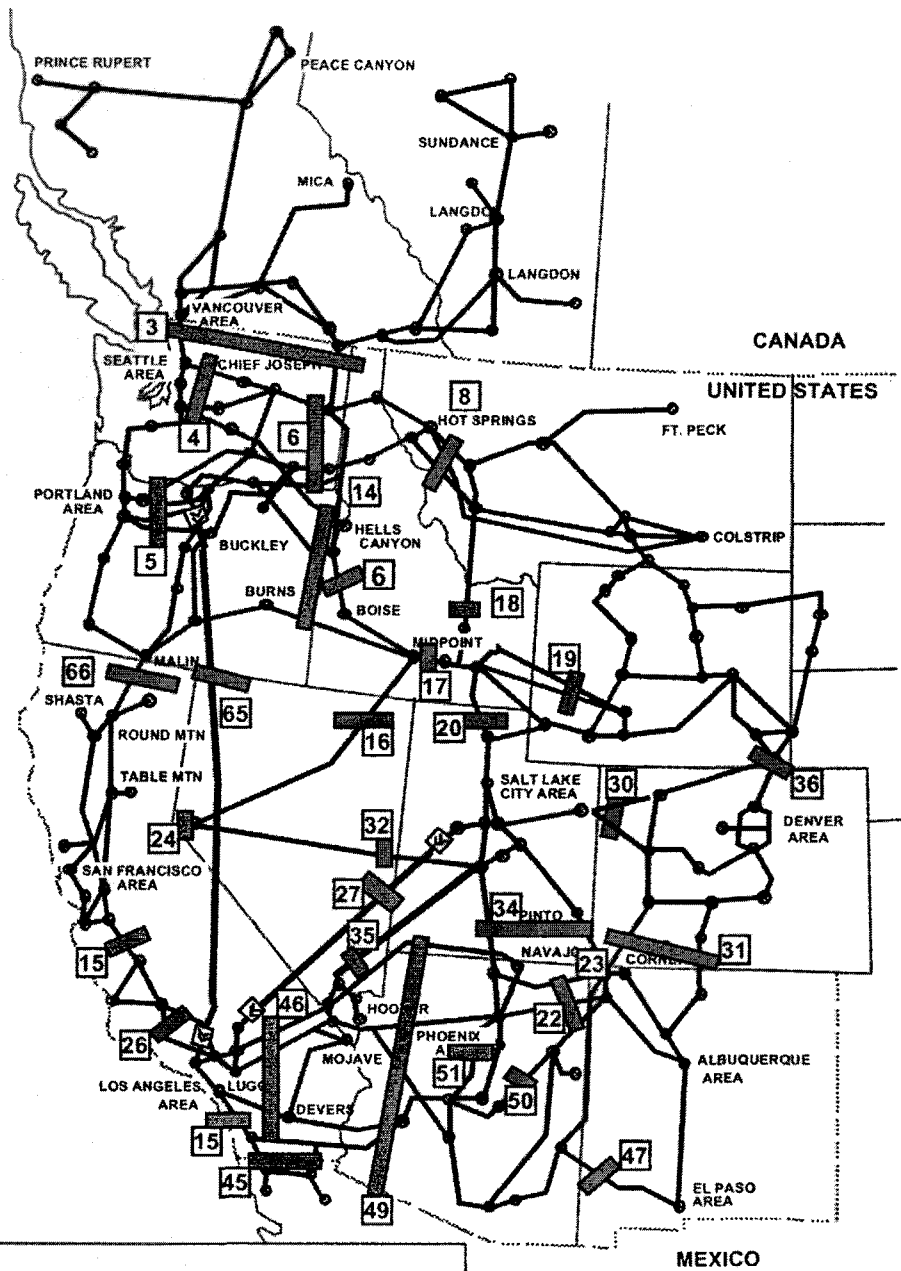 PRINCE RUPERT
PEACE CANYON
SUNDANCE
MICA
LANGDO
LANGDON
VANCOUVER
AREA
3
CANADA
SEATTLE
AREA
CHIEF JOSEPH
UNITED STATES
4
6
8
HOT SPRINGS
FT. PECK
PORTLAND
AREA
14
5
BUCKLEY
HELLS
CANYON
COLSTRIP
6
BURNS
BOISE
18
MALIN
MIDPOINT
19
66
17
SHASTA
65
ROUND MTN
16
20
TABLE MTN
SALT LAKE
CITY AREA
30
36
24
32
DENVER
AREA
SAN FRANCISCO
AREA
27
34
PINTO
35
NAVAJO
23
CORNE
31
15
46
HOOVER
22
26
PHOENIX
A
MOJAVE
51
ALBUQUERQUE
AREA
LOS ANGELES
AREA
LUGO
50
DEVERS
15
47
45
49
EL PASO
AREA
MEXICO